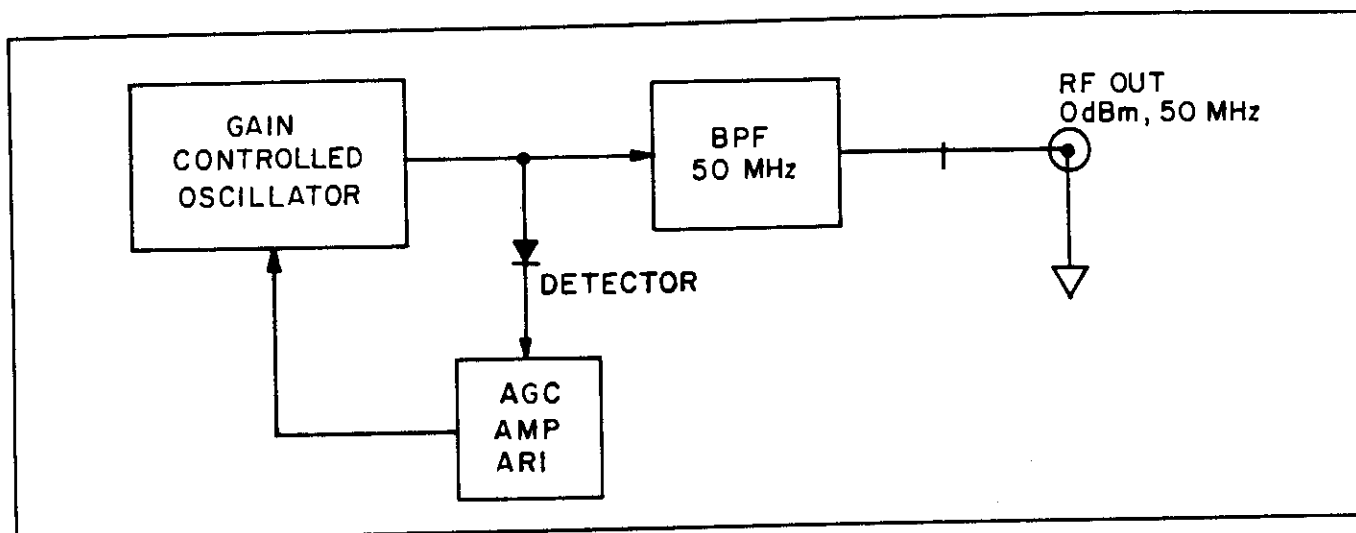 GAIN
CONTROLLED
OSCILLATOR
BPF
50 MHz
RF OUT
0dBm, 50 MHz
DETECTOR
AGC
AMP
AR1